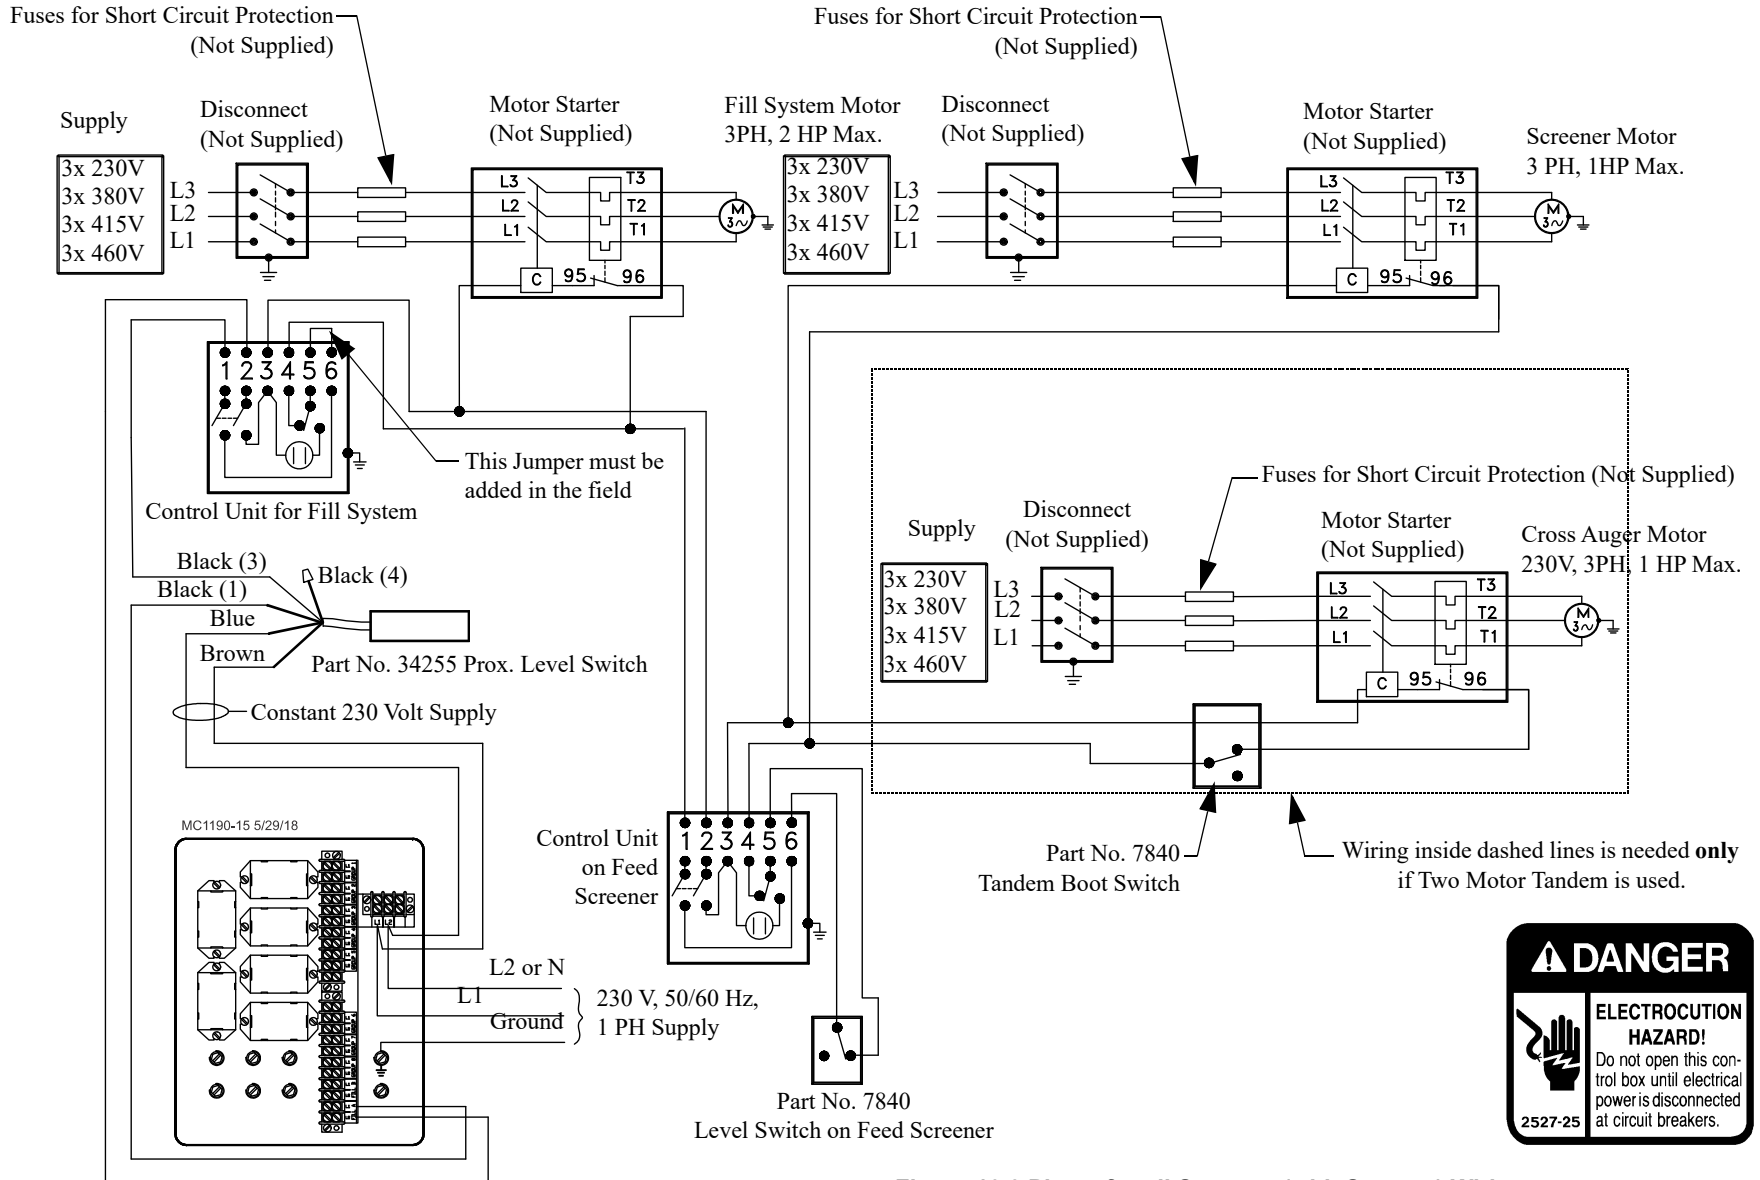 Fuses for Short Circuit Protection
(Not Supplied)
Fuses for Short Circuit Protection
(Not Supplied)
Supply
3x 230V
3x 380V
3x 415V
3x 460V
Disconnect
(Not Supplied)
L3
L2
L1
Motor Starter
(Not Supplied)
L3
L2
L1
T3
T2
T1
C
95
96
Fill System Motor
3PH, 2 HP Max.
M
3~
3x 230V
3x 380V
3x 415V
3x 460V
Disconnect
(Not Supplied)
L3
L2
L1
Motor Starter
(Not Supplied)
L3
L2
L1
T3
T2
T1
C
95
96
Screener Motor
3 PH, 1HP Max.
M
3~
1 2 3 4 5 6
This Jumper must be
added in the field
Control Unit for Fill System
Black (3)
Black (4)
Black (1)
Blue
Brown
Part No. 34255 Prox. Level Switch
Constant 230 Volt Supply
Fuses for Short Circuit Protection (Not Supplied)
Supply
3x 230V
3x 380V
3x 415V
3x 460V
Disconnect
(Not Supplied)
L3
L2
L1
Motor Starter
(Not Supplied)
L3
L2
L1
T3
T2
T1
C
95
96
Cross Auger Motor
230V, 3PH, 1 HP Max.
M
3~
MC1190-15 5/29/18
L1 L2
L2 or N
L1
Ground
230 V, 50/60 Hz,
1 PH Supply
Control Unit
on Feed
Screener
1 2 3 4 5 6
Part No. 7840
Tandem Boot Switch
Wiring inside dashed lines is needed only
if Two Motor Tandem is used.
Part No. 7840
Level Switch on Feed Screener
DANGER
ELECTROCUTION
HAZARD!
Do not open this con-
trol box until electrical
power is disconnected
at circuit breakers.
2527-25